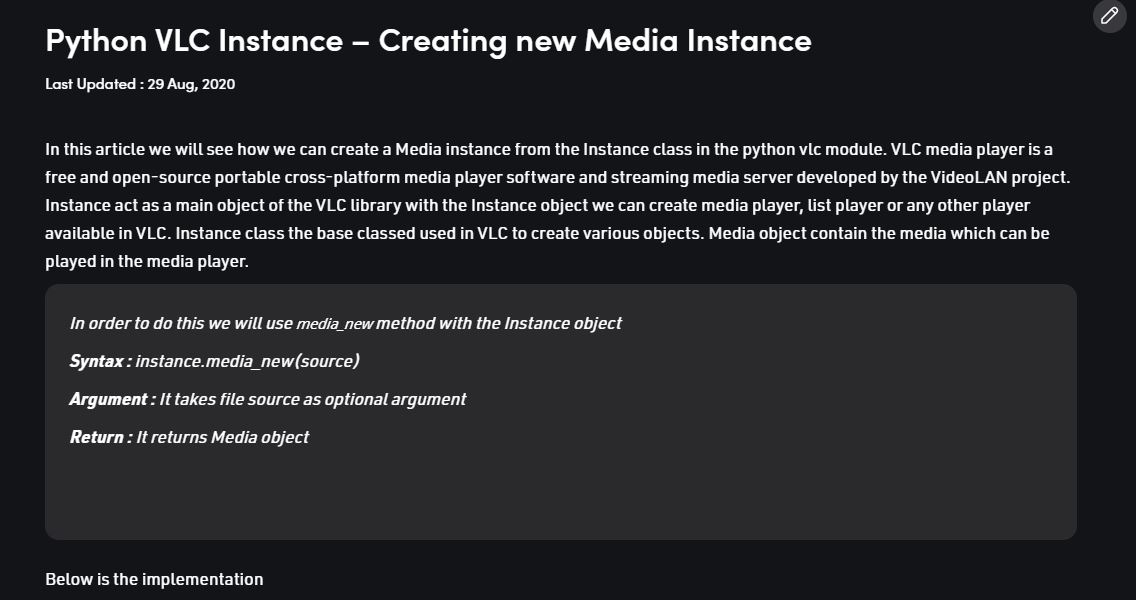 Python VLC Instance – Creating new Media Instance
Last Updated : 29 Aug, 2020
In this article we will see how we can create a Media instance from the Instance class in the python vlc module. VLC media player is a
free and open-source portable cross-platform media player software and streaming media server developed by the VideoLAN project.
Instance act as a main object of the VLC library with the Instance object we can create media player, list player or any other player
available in VLC. Instance class the base classed used in VLC to create various objects. Media object contain the media which can be
played in the media player.
In order to do this we will use media_new method with the Instance object
Syntax : instance.media_new(source)
Argument : It takes file source as optional argument
Return : It returns Media object
Below is the implementation